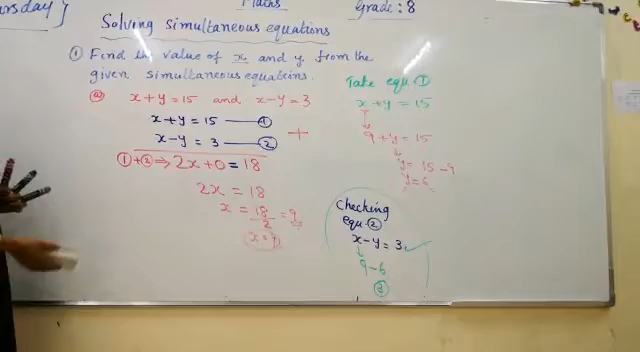 ursday)
Maths
Grade: 8
Solving simultaneous equations
① Find the value of x and y from the
given simultaneous equations.
ⓐ x+y=15 and x-y=3
x+y = 15 ——①
x-y = 3 ——②
+
①+② ⇒ 2x+0 = 18
2x = 18
x = 18/2 = 9
x = 9
Take equ. ①
x+y = 15
9+y = 15
y = 15-9
y = 6
Checking
equ. ②
x-y = 3 ✓
9-6
③